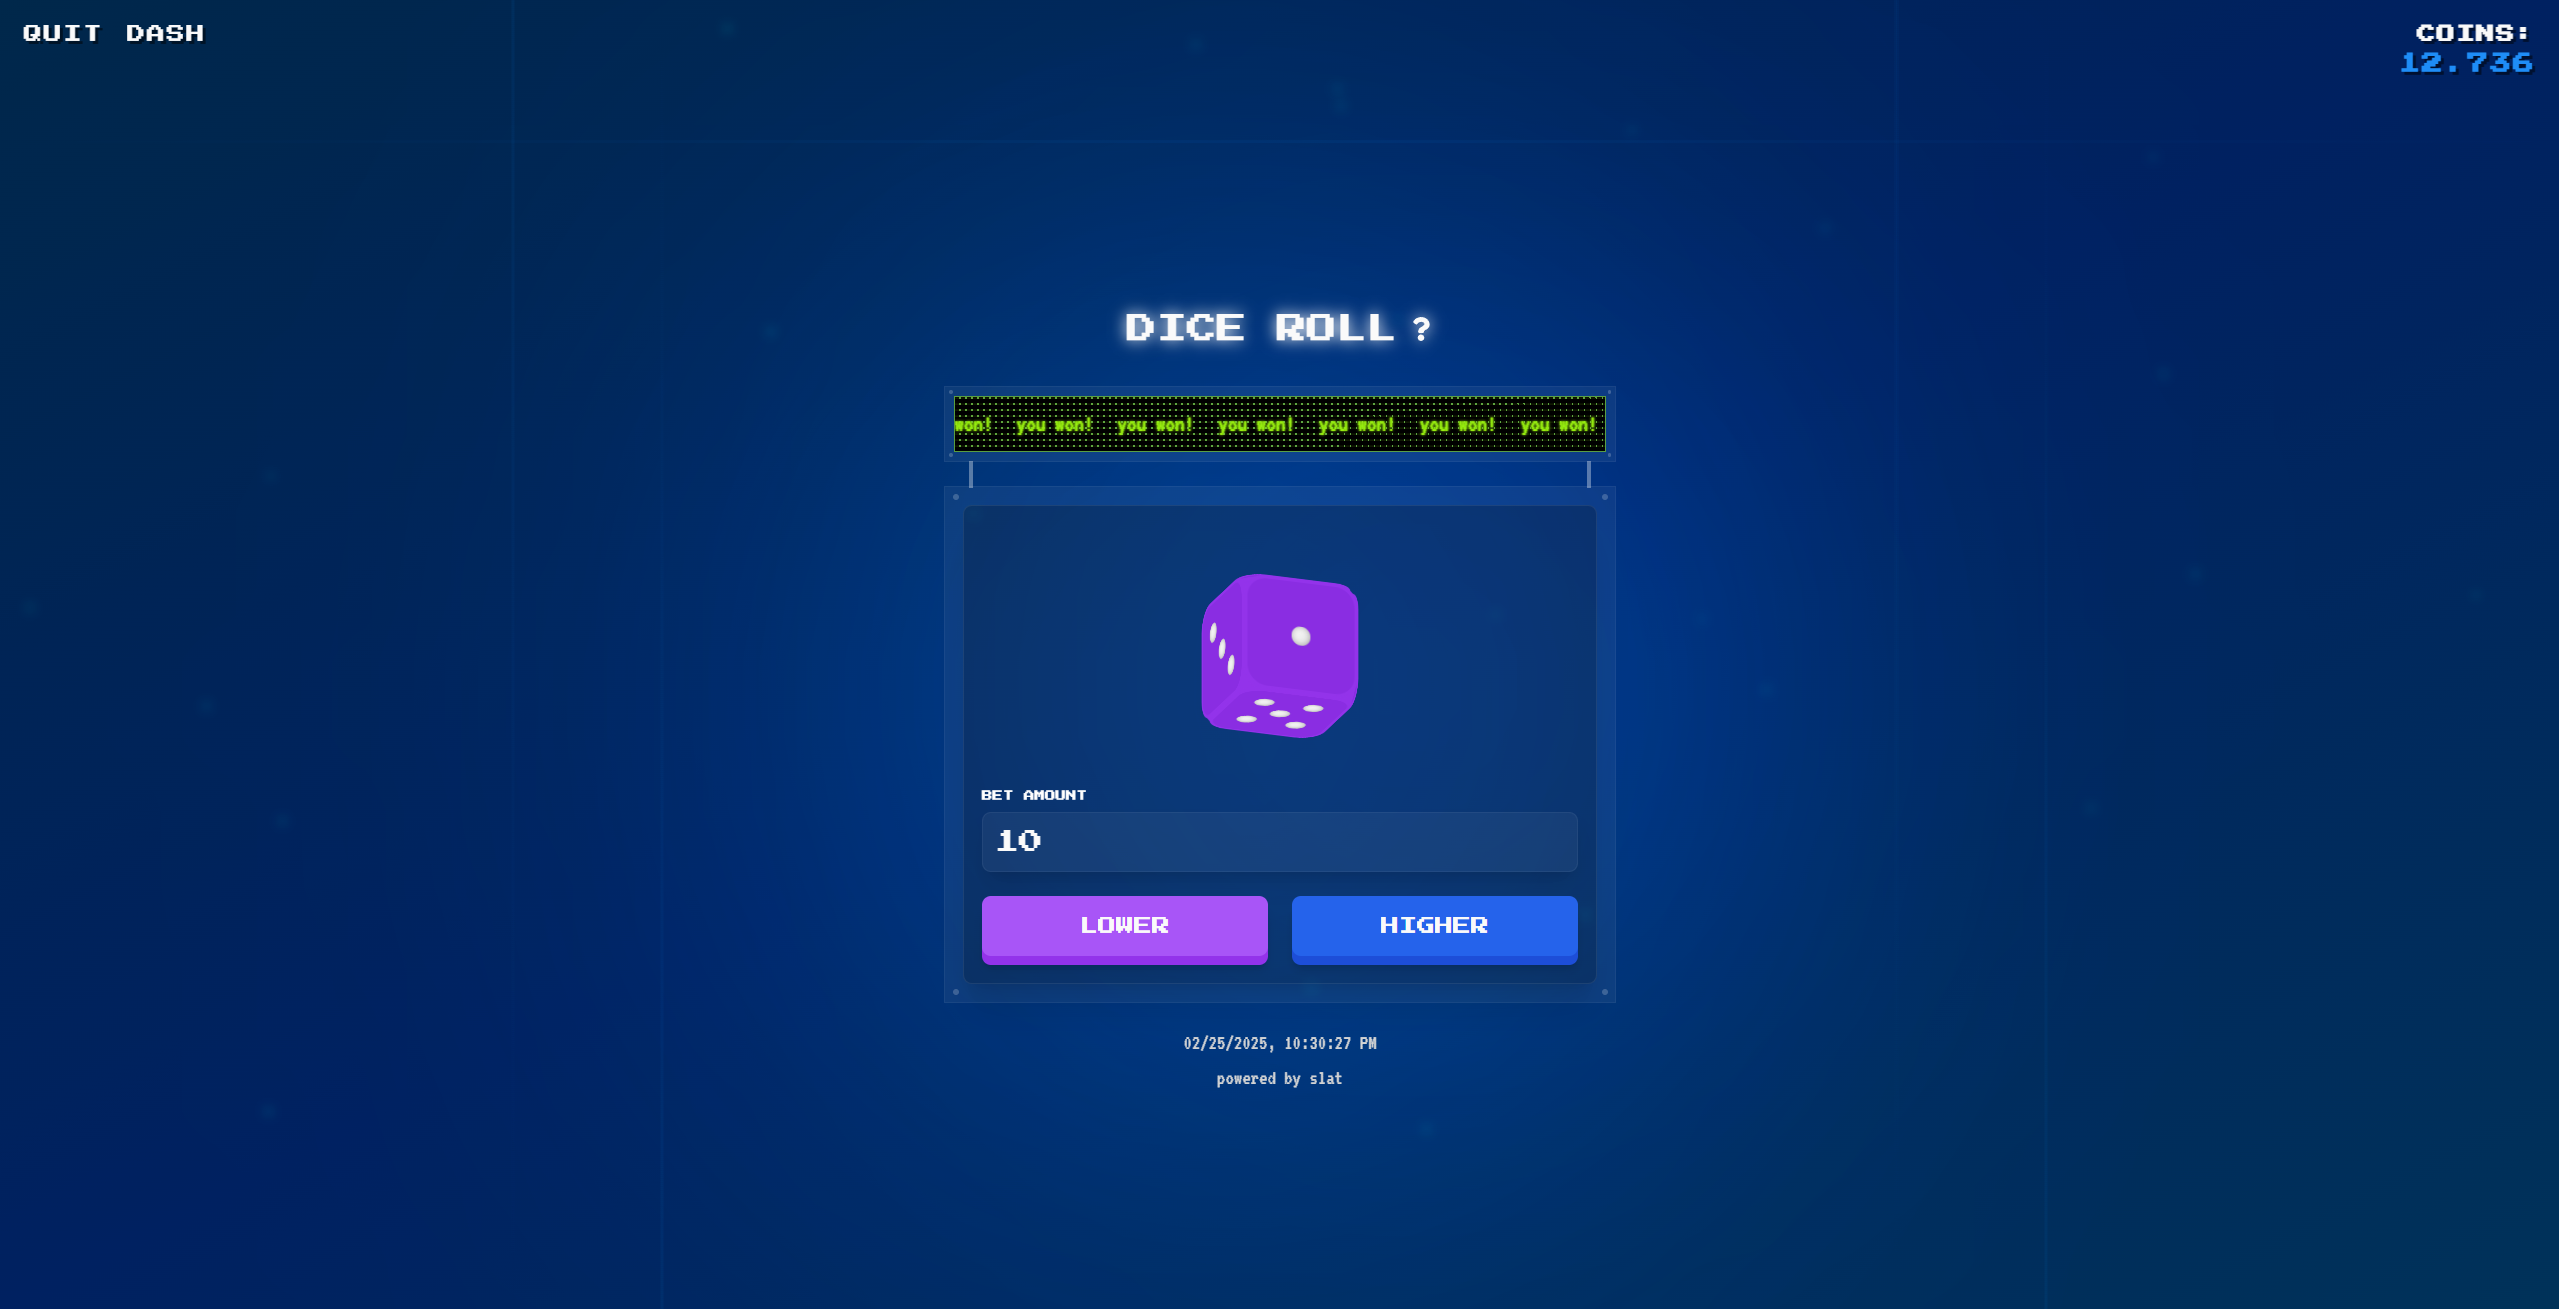 QUIT DASH
COINS:
12.736
DICE ROLL ?
won! you won! you won! you won! you won! you won! you won!
BET AMOUNT
10
LOWER
HIGHER
02/25/2025, 10:30:27 PM
powered by slat